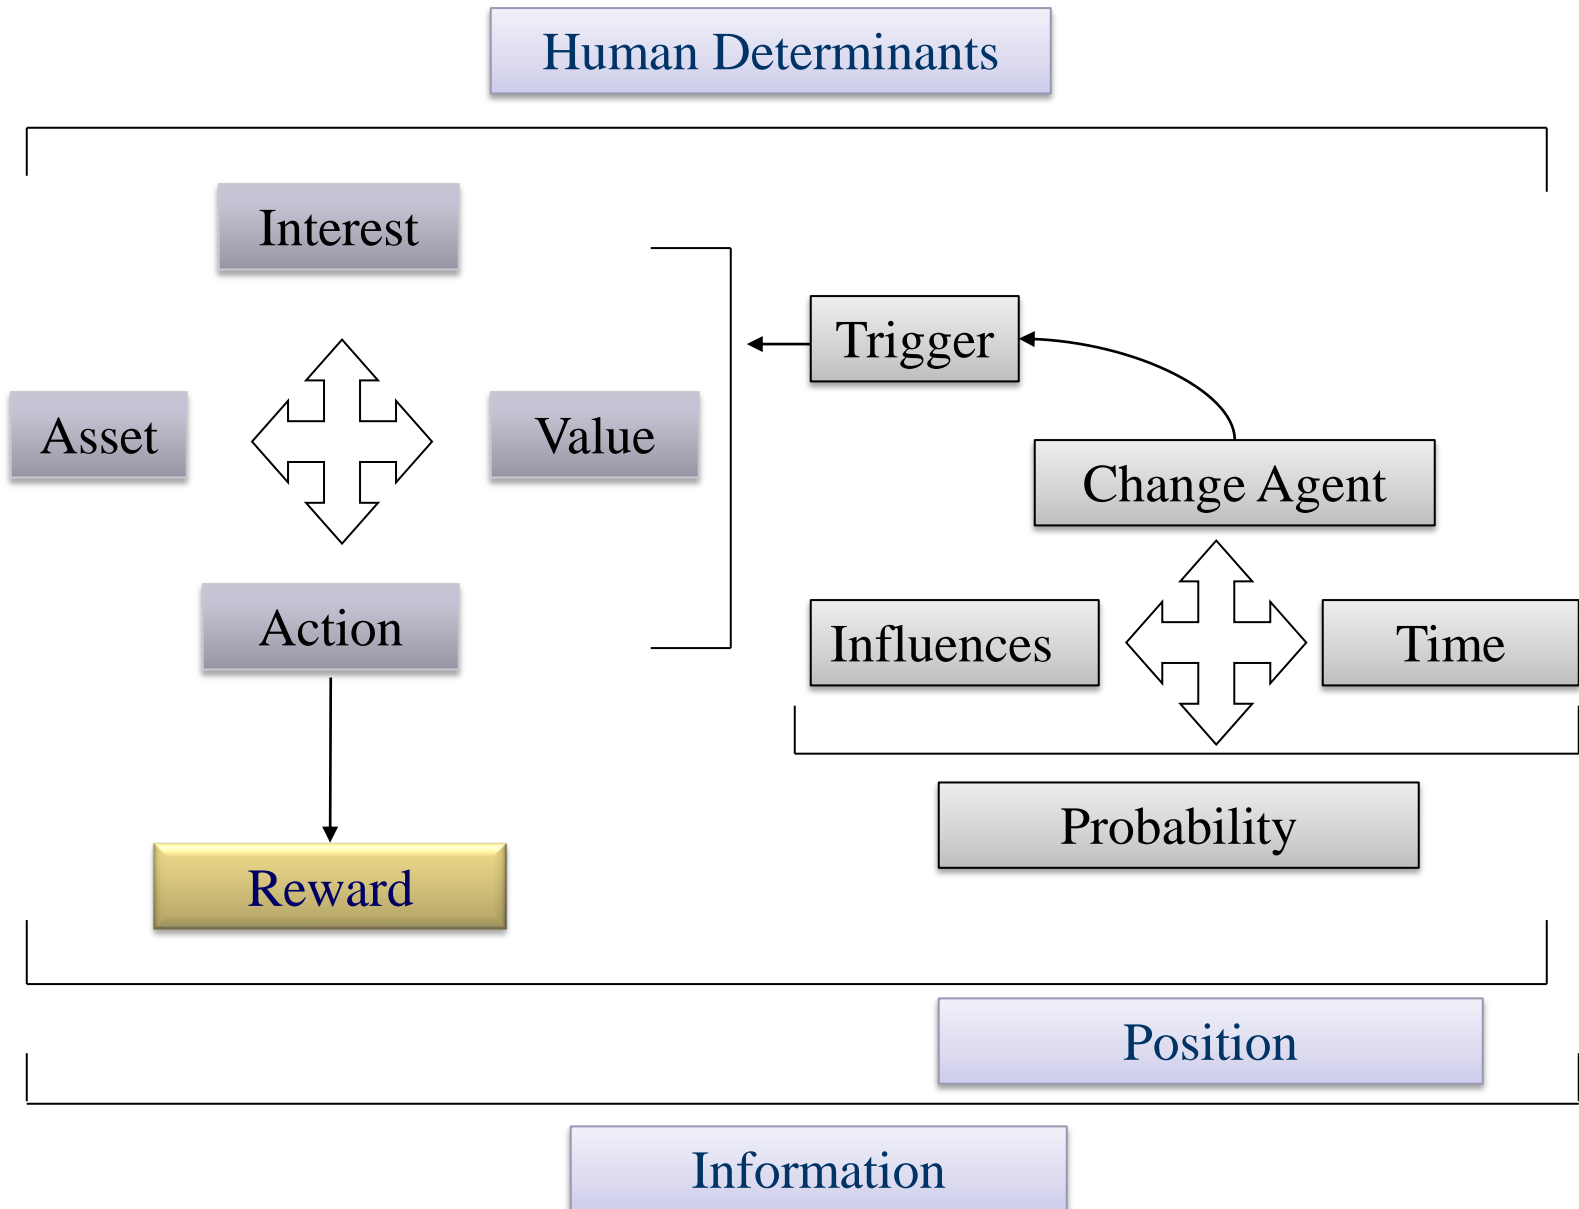 Human Determinants
Interest
Trigger
Asset
Value
Change Agent
Action
Influences
Time
Probability
Reward
Position
Information